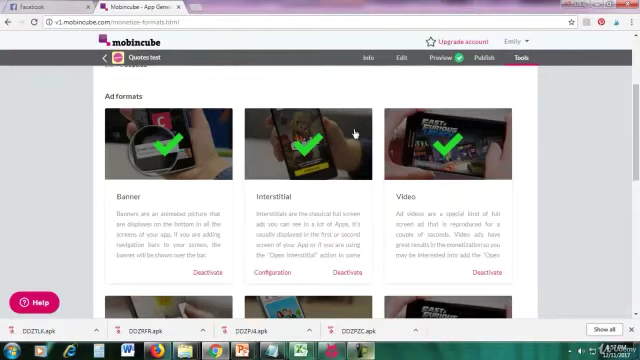 Facebook
Mobincube - App Gene
v1.mobincube.com/monetize-formats.html
mobincube
Upgrade account
Emily
Quotes test
Info
Edit
Preview
Publish
Tools
Ad formats
Banner
Banners are an animated picture that
are displayed on the bottom in all the
screens of your app. If you are adding
navigation bars to your screen, the
banner will be shown over the bar.
Deactivate
Interstitial
Interstitials are the classical full screen
ads you can see in a lot of Apps. It's
usually displayed in the first or second
screen of your App or if you are using
the "Open Interstitial" action in some
Configuration
Deactivate
Video
Ad videos are a special kind of full
screen ad that is reproduced for a
couple of seconds. Video ads have
great results in the monetization so you
may be interested into add the "Open
Deactivate
Help
DDZTLK.apk
DDZRFR.apk
DDZPJ4.apk
DDZPZC.apk
Show all
12/11/2017